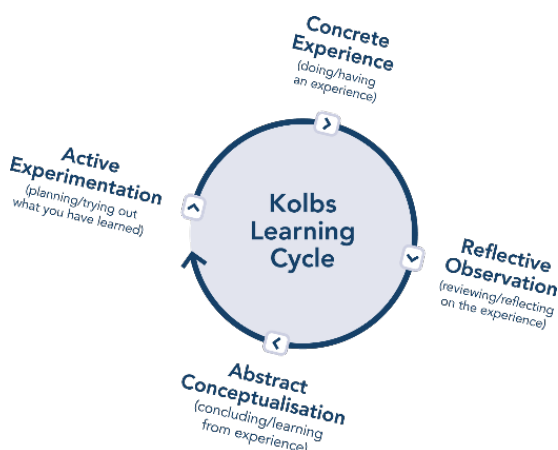 Concrete
Experience
(doing/having
an experience)
Active
Experimentation
(planning/trying out
what you have learned)
Kolbs
Learning
Cycle
Reflective
Observation
(reviewing/reflecting
on the experience)
Abstract
Conceptualisation
(concluding/learning
from experience)